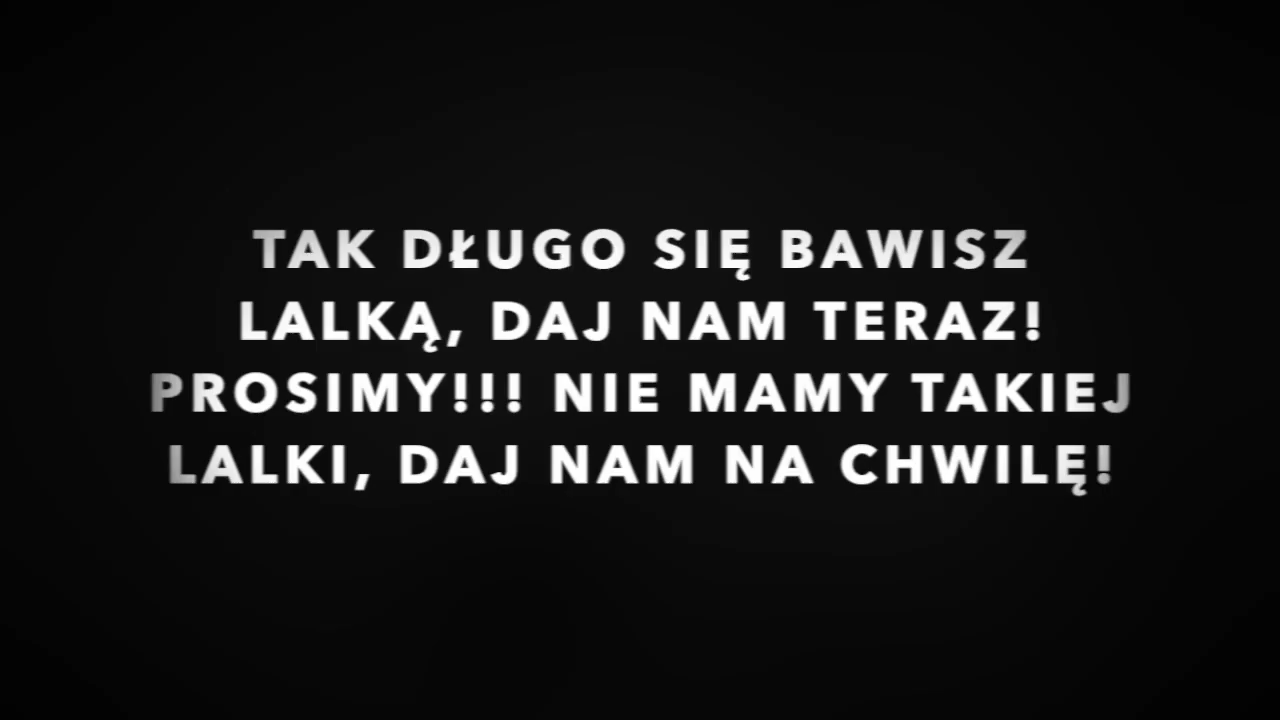 TAK DŁUGO SIĘ BAWISZ
LALKĄ, DAJ NAM TERAZ!
PROSIMY!!! NIE MAMY TAKIEJ
LALKI, DAJ NAM NA CHWILĘ!